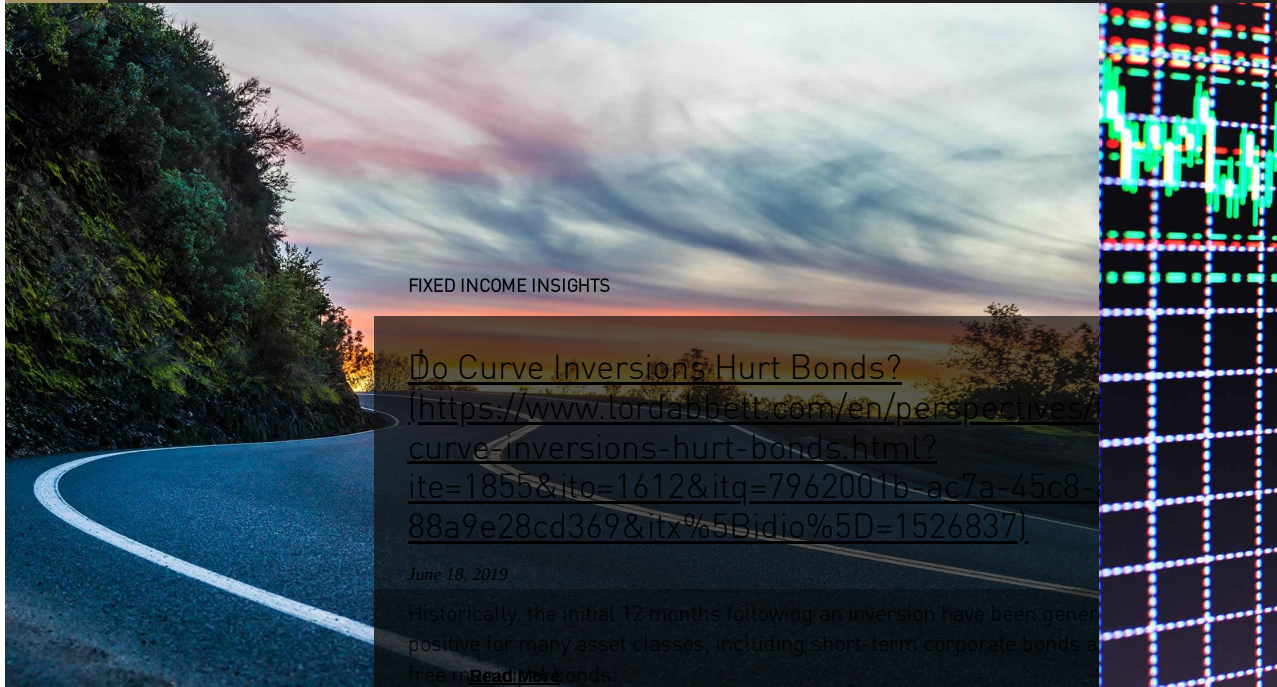 FIXED INCOME INSIGHTS
Do Curve Inversions Hurt Bonds?
(https://www.lordabbett.com/en/perspectives/
curve-inversions-hurt-bonds.html?
ite=1855&ito=1612&itq=7962001b-ac7a-45c8-
88a9e28cd369&itx%5Bidio%5D=1526837)
June 18, 2019
Historically, the initial 12 months following an inversion have been gener
positive for many asset classes, including short-term corporate bonds a
free bonds.
Read More